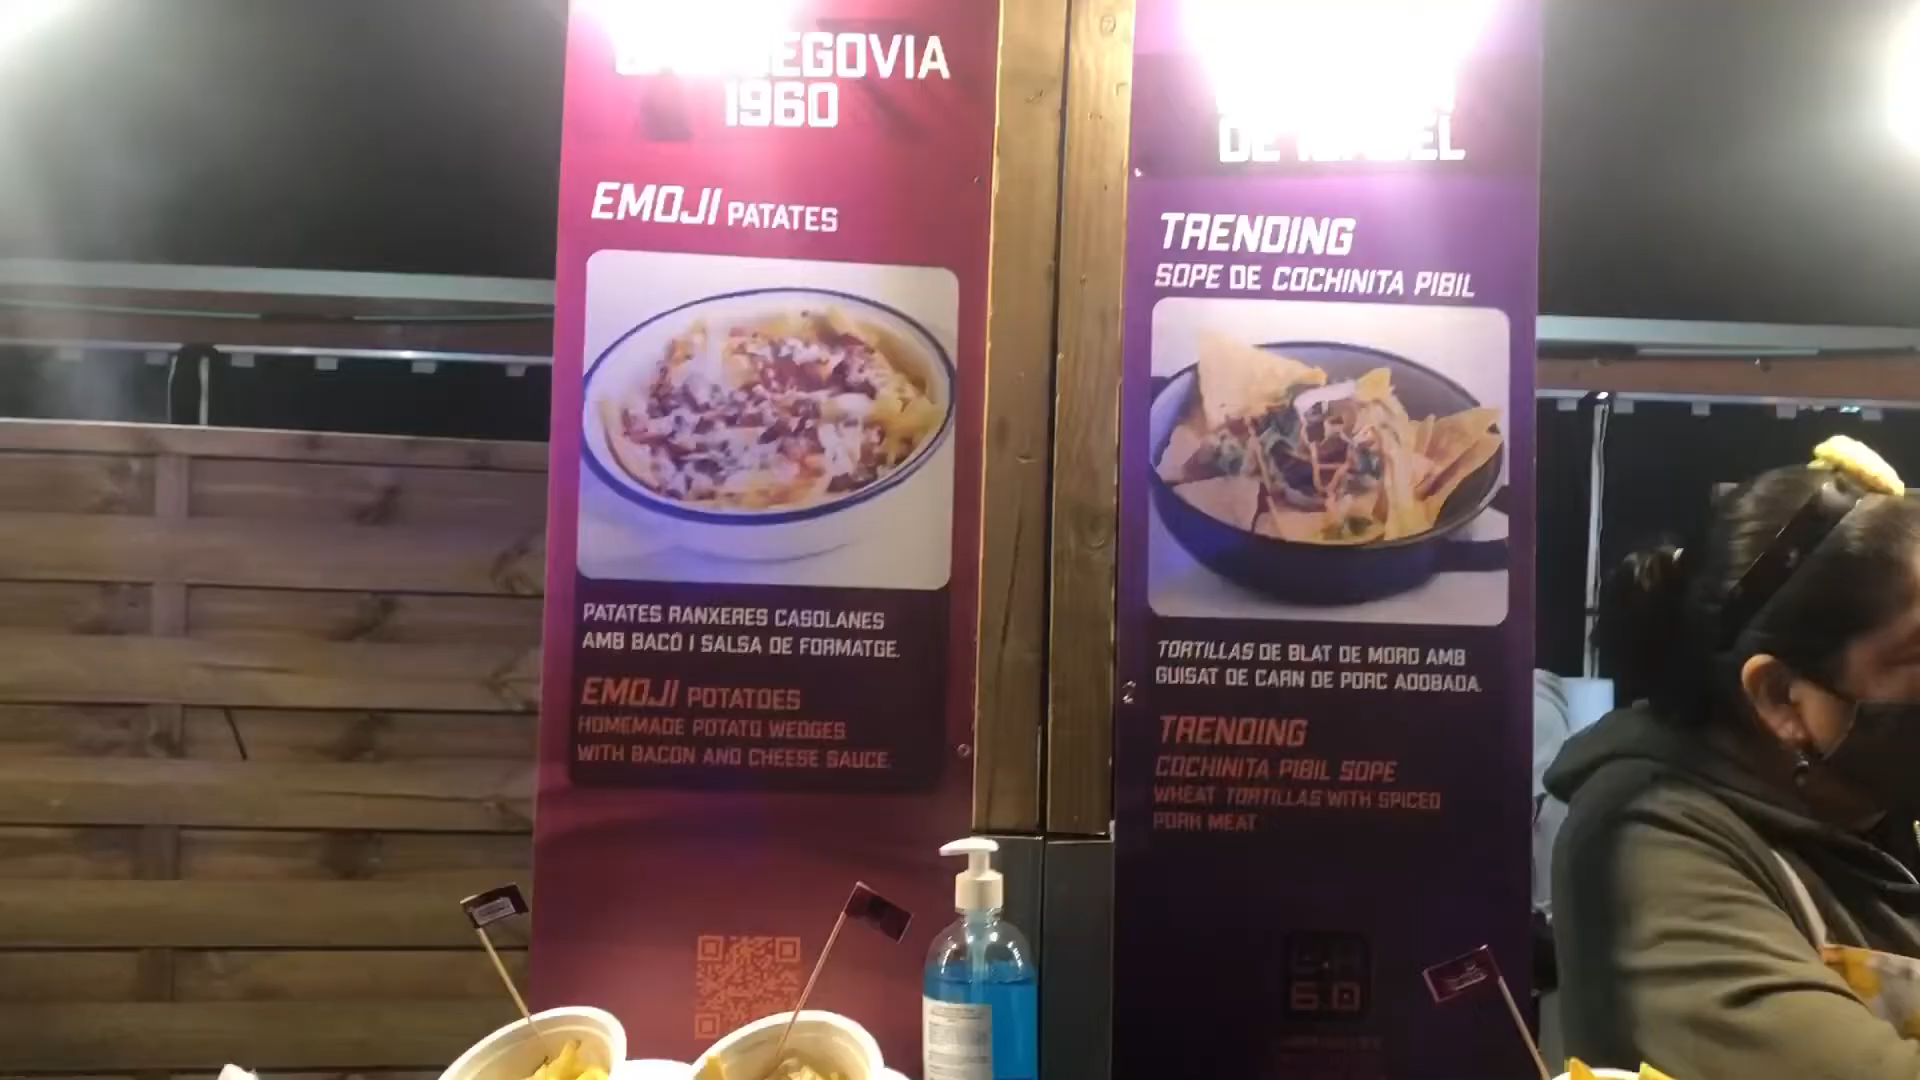 SEGOVIA
1960
EMOJI PATATES
PATATES RANXERES CASOLANES
AMB BACÓ I SALSA DE FORMATGE.
EMOJI POTATOES
HOMEMADE POTATO WEDGES
WITH BACON AND CHEESE SAUCE.
DE
TRENDING
SOPE DE COCHINITA PIBIL
TORTILLAS DE BLAT DE MORO AMB
GUISAT DE CARN DE PORC ADOBADA.
TRENDING
COCHINITA PIBIL SOPE
WHEAT TORTILLAS WITH SPICED
PORK MEAT
6.0